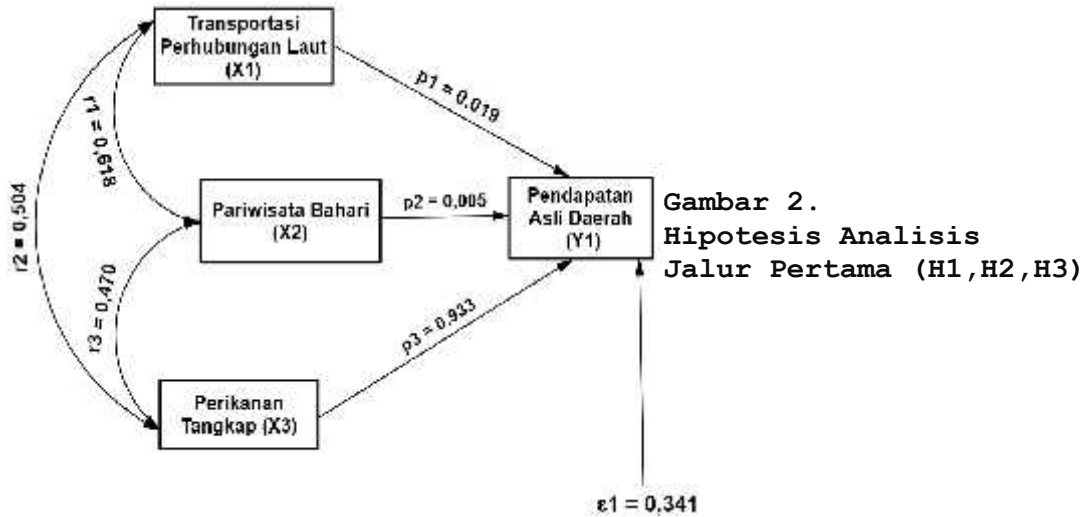 Transportasi
Perhubungan Laut
(X1)
p1 = 0,019
r1 = 0,618
r2 = 0,504
Pariwisata Bahari
(X2)
p2 = 0,005
Pendapatan
Asli Daerah
(Y1)
Gambar 2.
Hipotesis Analisis
Jalur Pertama (H1,H2,H3)
r3 = 0,470
p3 = 0,933
Perikanan
Tangkap (X3)
ε1 = 0,341